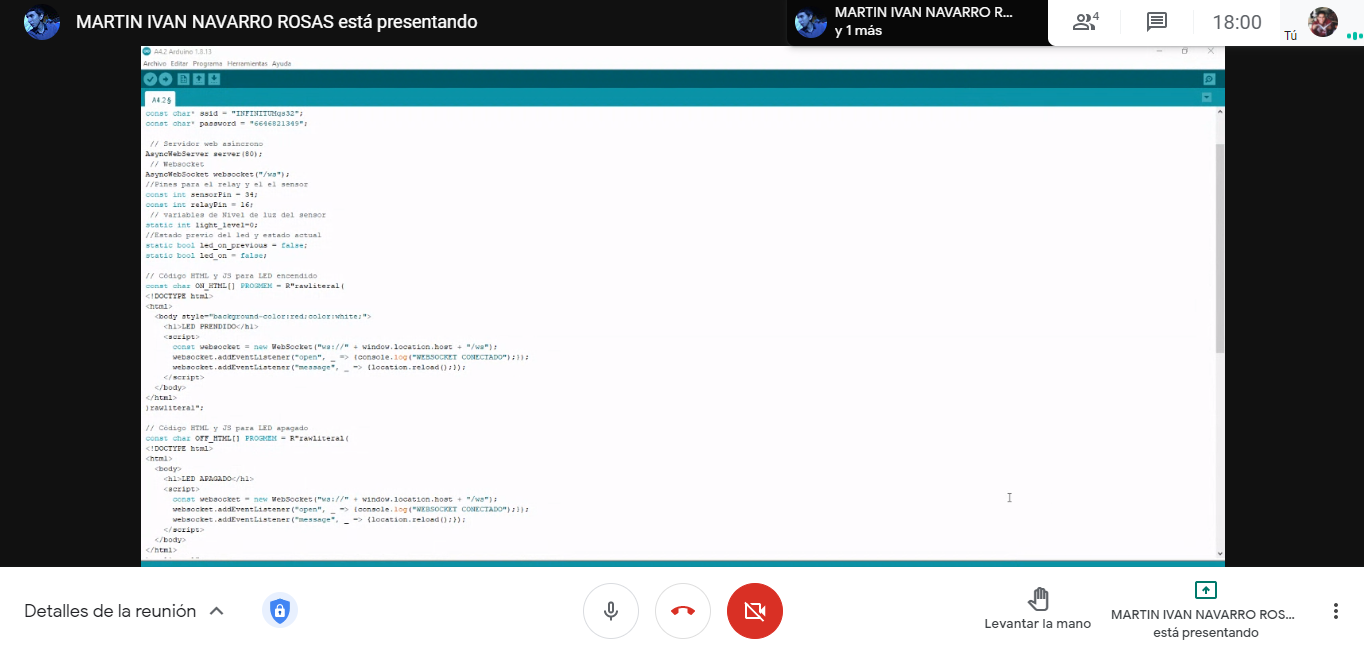 MARTIN IVAN NAVARRO ROSAS está presentando
MARTIN IVAN NAVARRO R...
y 1 más
4
18:00
Tú
A4.2 Arduino 1.8.13
Archivo Editar Programa Herramientas Ayuda
A4.2 §
const char* ssid = "INFINITUMqs32";
const char* password = "6646821349";
// Servidor web asíncrono
AsyncWebServer server(80);
// Websocket
AsyncWebSocket websocket("/ws");
//Pines para el relay y el el sensor
const int sensorPin = 34;
const int relayPin = 16;
// variables de Nivel de luz del sensor
static int light_level=0;
//Estado previo del led y estado actual
static bool led_on_previous = false;
static bool led_on = false;
// Código HTML y JS para LED encendido
const char ON_HTML[] PROGMEM = R"rawliteral(
<!DOCTYPE html>
<html>
<body style="background-color:red;color:white;">
<h1>LED PRENDIDO</h1>
<script>
const websocket = new WebSocket("ws://" + window.location.host + "/ws");
websocket.addEventListener("open", _ => {console.log("WEBSOCKET CONECTADO");});
websocket.addEventListener("message", _ => {location.reload();});
</script>
</body>
</html>
)rawliteral";
// Código HTML y JS para LED apagado
const char OFF_HTML[] PROGMEM = R"rawliteral(
<!DOCTYPE html>
<html>
<body>
<h1>LED APAGADO</h1>
<script>
const websocket = new WebSocket("ws://" + window.location.host + "/ws");
websocket.addEventListener("open", _ => {console.log("WEBSOCKET CONECTADO");});
websocket.addEventListener("message", _ => {location.reload();});
</script>
</body>
</html>
Detalles de la reunión
Levantar la mano
MARTIN IVAN NAVARRO ROS...
está presentando